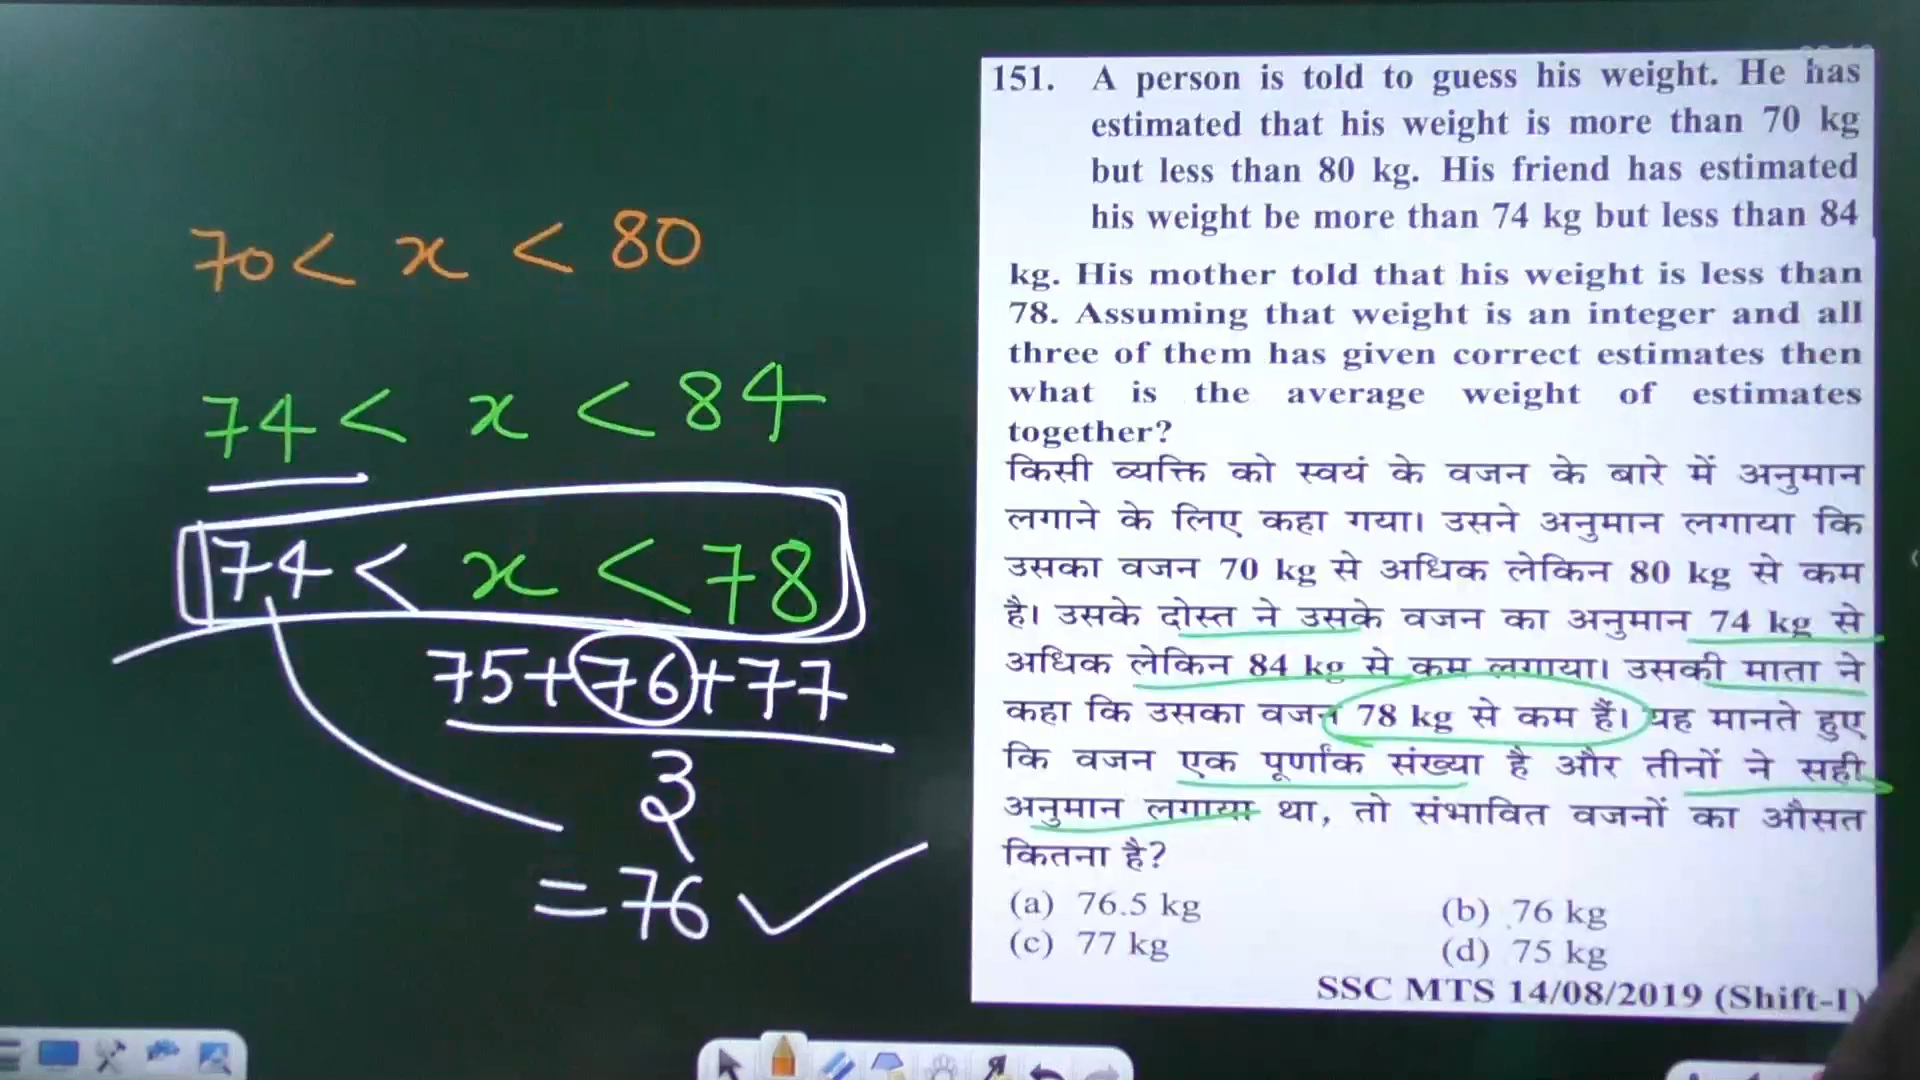 70 < x < 80
74 < x < 84
74 < x < 78
75+76+77
3
= 76
151. A person is told to guess his weight. He has
estimated that his weight is more than 70 kg
but less than 80 kg. His friend has estimated
his weight be more than 74 kg but less than 84
kg. His mother told that his weight is less than
78. Assuming that weight is an integer and all
three of them has given correct estimates then
what is the average weight of estimates
together?
किसी व्यक्ति को स्वयं के वजन के बारे में अनुमान
लगाने के लिए कहा गया। उसने अनुमान लगाया कि
उसका वजन 70 kg से अधिक लेकिन 80 kg से कम
है। उसके दोस्त ने उसके वजन का अनुमान 74 kg से
अधिक लेकिन 84 kg से कम लगाया। उसकी माता ने
कहा कि उसका वजन 78 kg से कम हैं। यह मानते हुए
कि वजन एक पूर्णांक संख्या है और तीनों ने सही
अनुमान लगाया था, तो संभावित वजनों का औसत
कितना है?
(a) 76.5 kg (b) 76 kg
(c) 77 kg (d) 75 kg
SSC MTS 14/08/2019 (Shift-I)